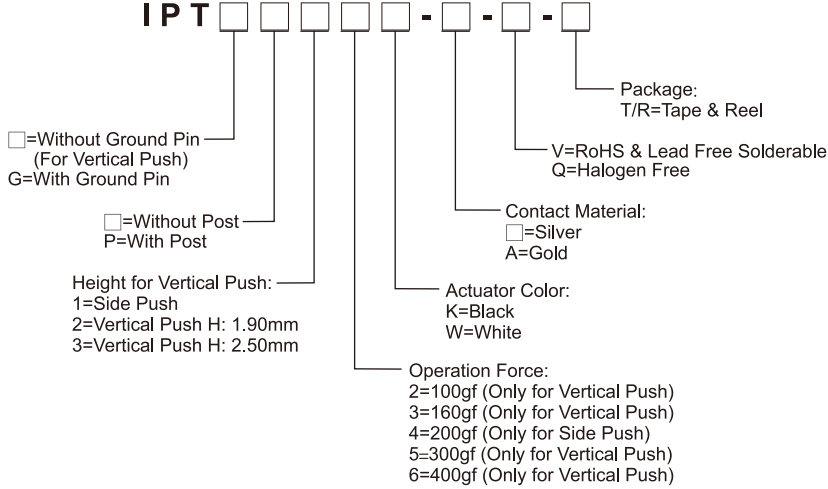 IPT□□□□□-□-□-□
Package:
T/R=Tape & Reel
□=Without Ground Pin
(For Vertical Push)
G=With Ground Pin
V=RoHS & Lead Free Solderable
Q=Halogen Free
□=Without Post
P=With Post
Contact Material:
□=Silver
A=Gold
Height for Vertical Push:
1=Side Push
2=Vertical Push H: 1.90mm
3=Vertical Push H: 2.50mm
Actuator Color:
K=Black
W=White
Operation Force:
2=100gf (Only for Vertical Push)
3=160gf (Only for Vertical Push)
4=200gf (Only for Side Push)
5=300gf (Only for Vertical Push)
6=400gf (Only for Vertical Push)